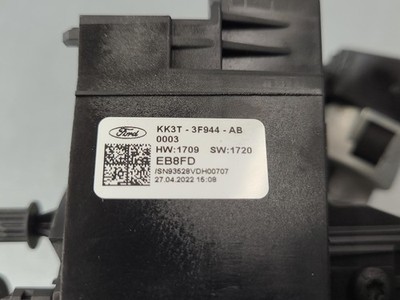 Ford
KK3T - 3F944 - AB
0003
HW:1709 SW:1720
EB8FD
/SN93528VDH00707
27.04.2022 15:08